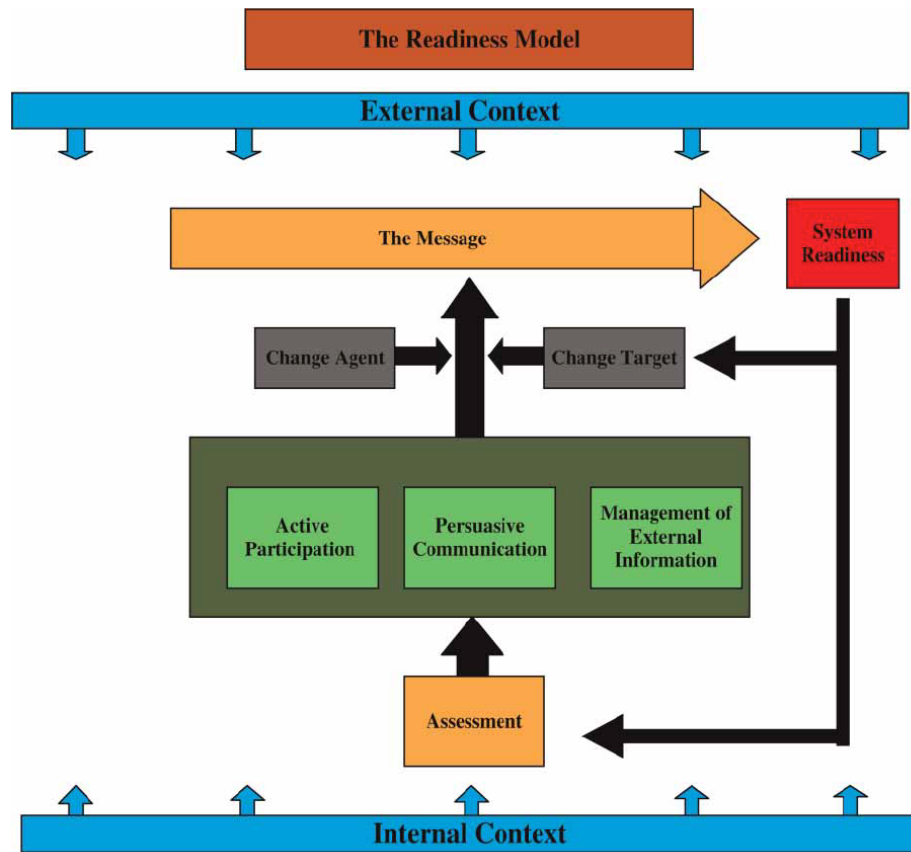 The Readiness Model
External Context
The Message
System
Readiness
Change Agent
Change Target
Active
Participation
Persuasive
Communication
Management of
External
Information
Assessment
Internal Context